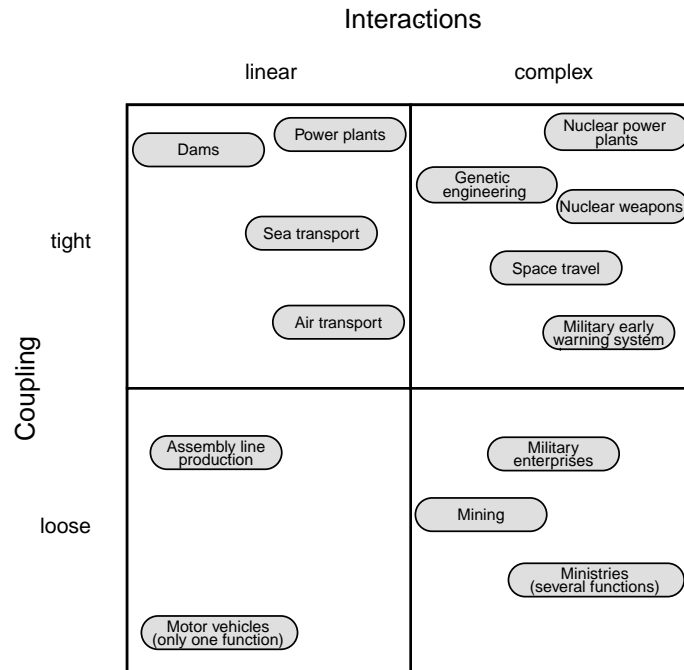 Interactions
linear
complex
Coupling
tight
Dams
Power plants
Sea transport
Air transport
Nuclear power
plants
Genetic
engineering
Nuclear weapons
Space travel
Military early
warning system
loose
Assembly line
production
Motor vehicles
(only one function)
Military
enterprises
Mining
Ministries
(several functions)